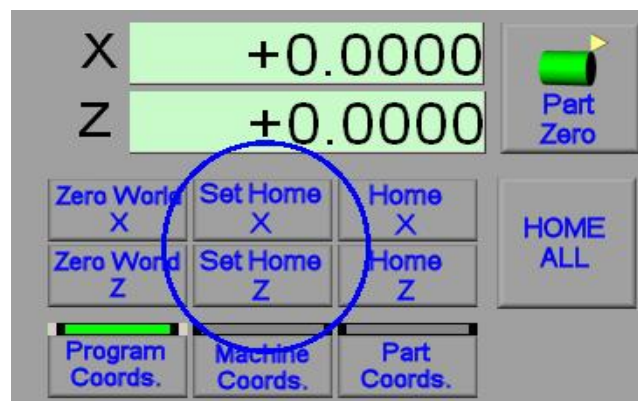 X +0.0000
Z +0.0000
Part
Zero
Zero World
X
Set Home
X
Home
X
Zero World
Z
Set Home
Z
Home
Z
HOME
ALL
Program
Coords.
Machine
Coords.
Part
Coords.